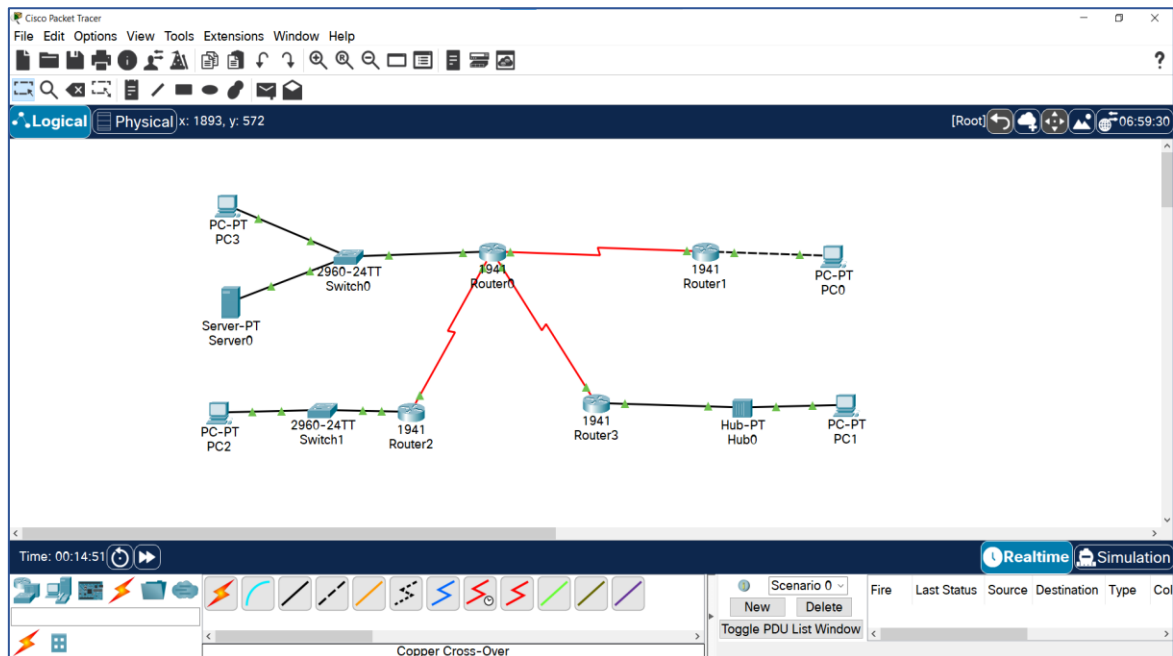 Cisco Packet Tracer
File Edit Options View Tools Extensions Window Help
?
Logical Physical x: 1893, y: 572 [Root] 06:59:30
PC-PT
PC3
2960-24TT
Switch0
1941
Router0
1941
Router1
PC-PT
PC0
Server-PT
Server0
PC-PT
PC2
2960-24TT
Switch1
1941
Router2
1941
Router3
Hub-PT
Hub0
PC-PT
PC1
Time: 00:14:51 Realtime Simulation
Scenario 0
New Delete
Toggle PDU List Window
Fire Last Status Source Destination Type Col
Copper Cross-Over